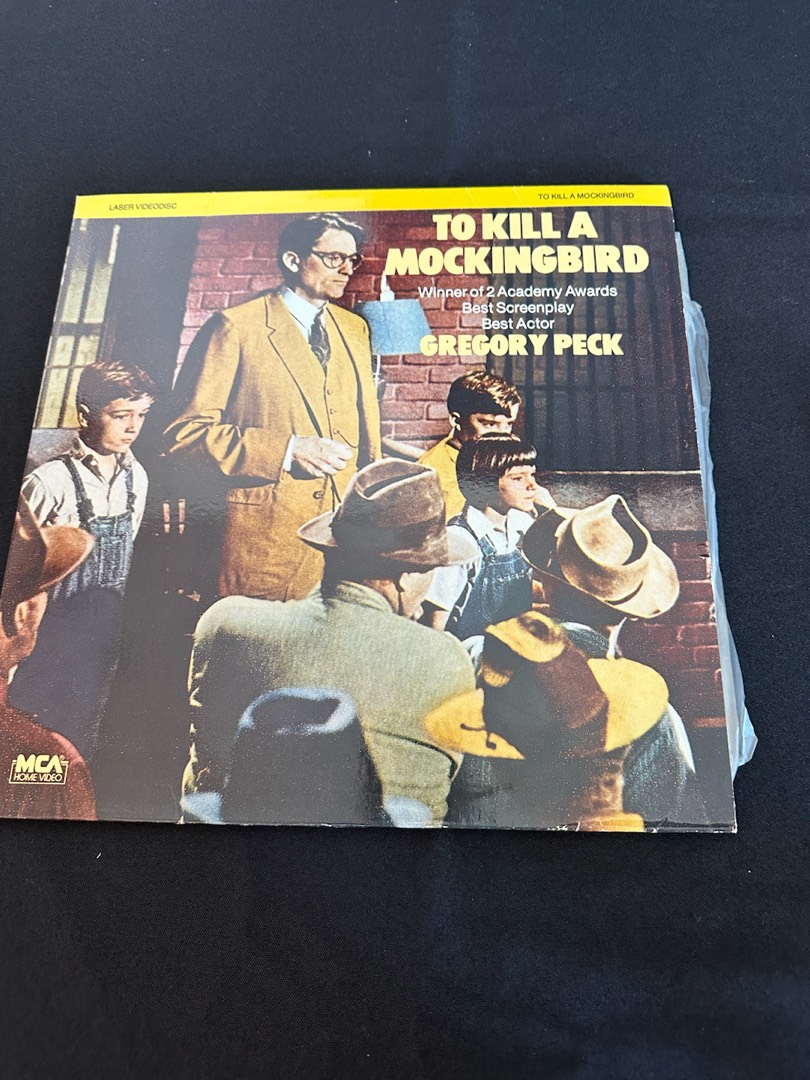 LASER VIDEODISC
TO KILL A MOCKINGBIRD
TO KILL A
MOCKINGBIRD
Winner of 2 Academy Awards
Best Screenplay
Best Actor
GREGORY PECK
MCA
HOME VIDEO